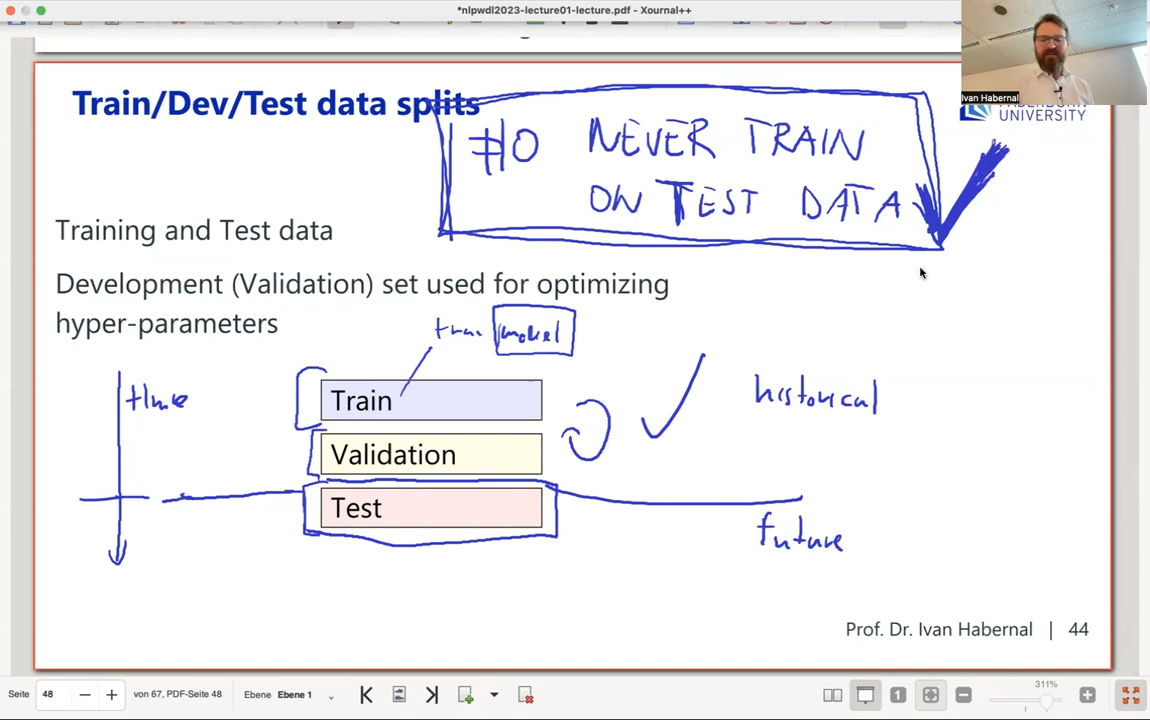 *nlpwdl2023-lecture01-lecture.pdf - Xournal++
Ivan Habernal
UNIVERSITY
Train/Dev/Test data splits
#0 NEVER TRAIN
ON TEST DATA
Training and Test data
Development (Validation) set used for optimizing
hyper-parameters
train model
time
Train
historical
Validation
Test
future
Prof. Dr. Ivan Habernal | 44
Seite 48 von 67, PDF-Seite 48 Ebene Ebene 1
1
311%